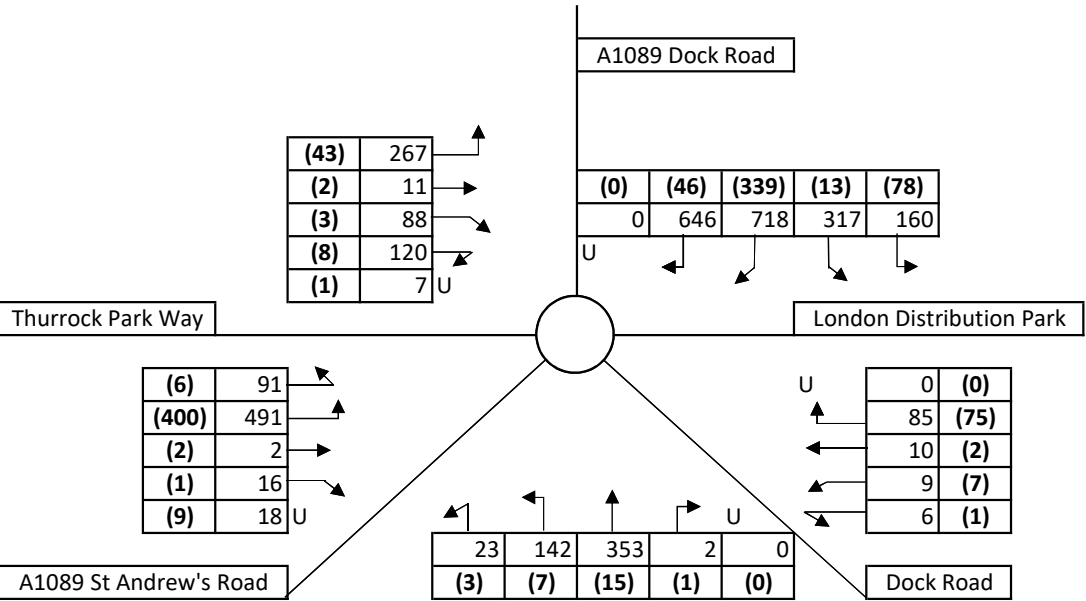 A1089 Dock Road
(43) 267
(2) 11
(3) 88
(8) 120
(1) 7 U
(0) (46) (339) (13) (78)
0 646 718 317 160
U
Thurrock Park Way
London Distribution Park
(6) 91
(400) 491
(2) 2
(1) 16
(9) 18 U
U 0 (0)
85 (75)
10 (2)
9 (7)
6 (1)
U
23 142 353 2 0
(3) (7) (15) (1) (0)
A1089 St Andrew's Road
Dock Road